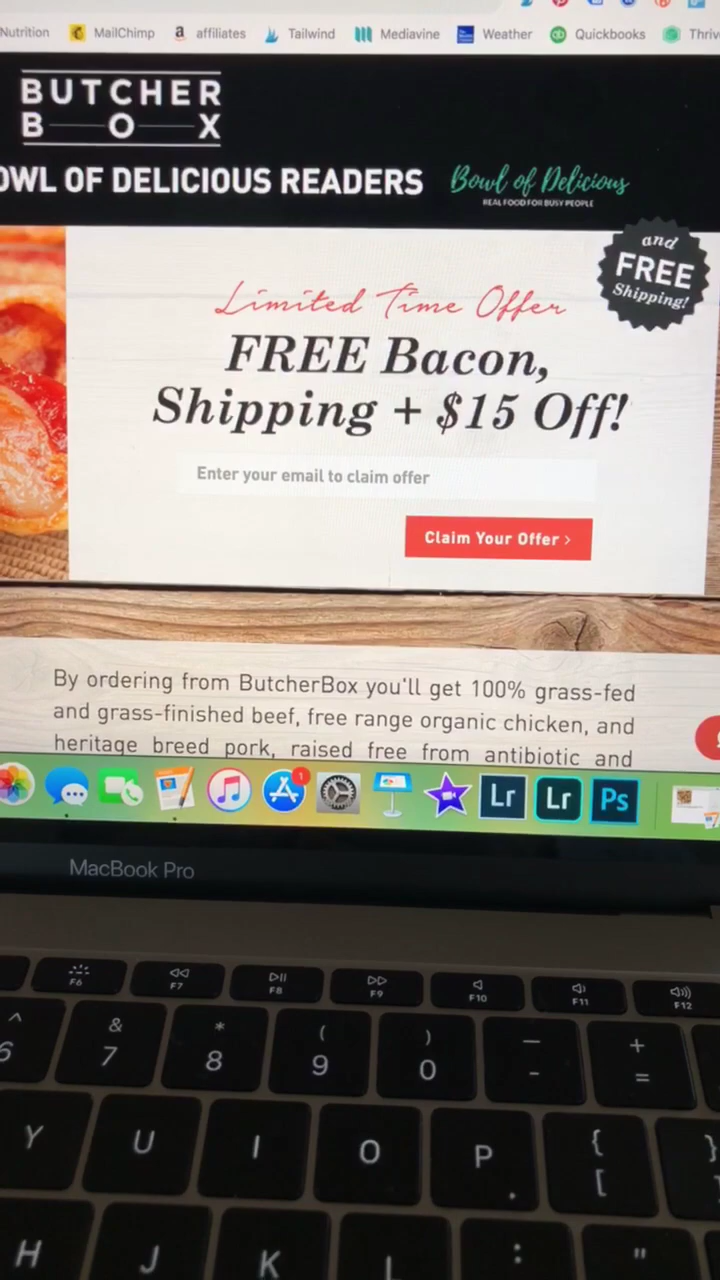 Nutrition MailChimp affiliates Tailwind Mediavine Weather Quickbooks Thriv
BUTCHER
BOX
OWL OF DELICIOUS READERS
Bowl of Delicious
REAL FOOD FOR BUSY PEOPLE
and
FREE
Shipping!
Limited Time Offer
FREE Bacon,
Shipping + $15 Off!
Enter your email to claim offer
Claim Your Offer >
By ordering from ButcherBox you'll get 100% grass-fed
and grass-finished beef, free range organic chicken, and
heritage breed pork, raised free from antibiotic and
1
Lr Lr Ps
MacBook Pro
F6 F7 F8 F9 F10 F11 F12
^ & * ( ) — +
6 7 8 9 0 - =
Y U I O P { }
. [
H J K L : "